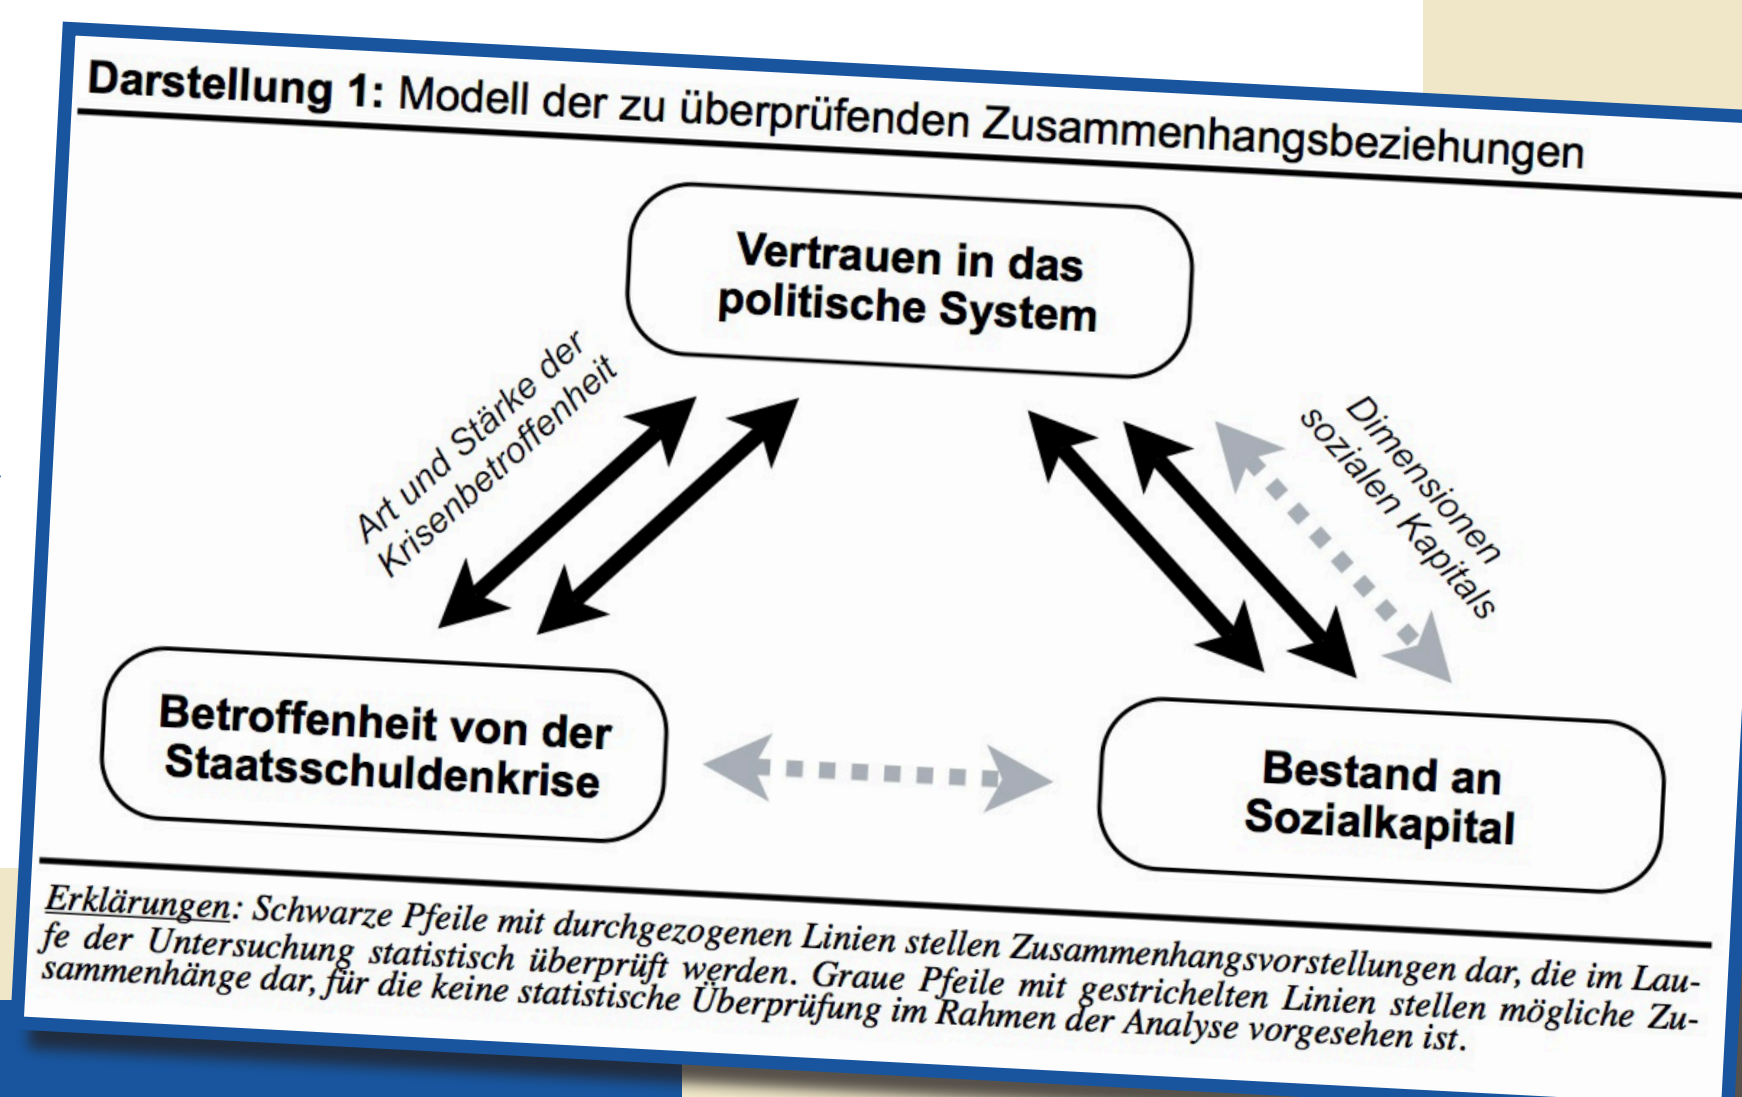 Darstellung 1: Modell der zu überprüfenden Zusammenhangsbeziehungen
Vertrauen in das
politische System
Art und Stärke der
Krisenbetroffenheit
Dimensionen
sozialen Kapitals
Betroffenheit von der
Staatsschuldenkrise
Bestand an
Sozialkapital
Erklärungen: Schwarze Pfeile mit durchgezogenen Linien stellen Zusammenhangsvorstellungen dar, die im Lau-
fe der Untersuchung statistisch überprüft werden. Graue Pfeile mit gestrichelten Linien stellen mögliche Zu-
sammenhänge dar, für die keine statistische Überprüfung im Rahmen der Analyse vorgesehen ist.